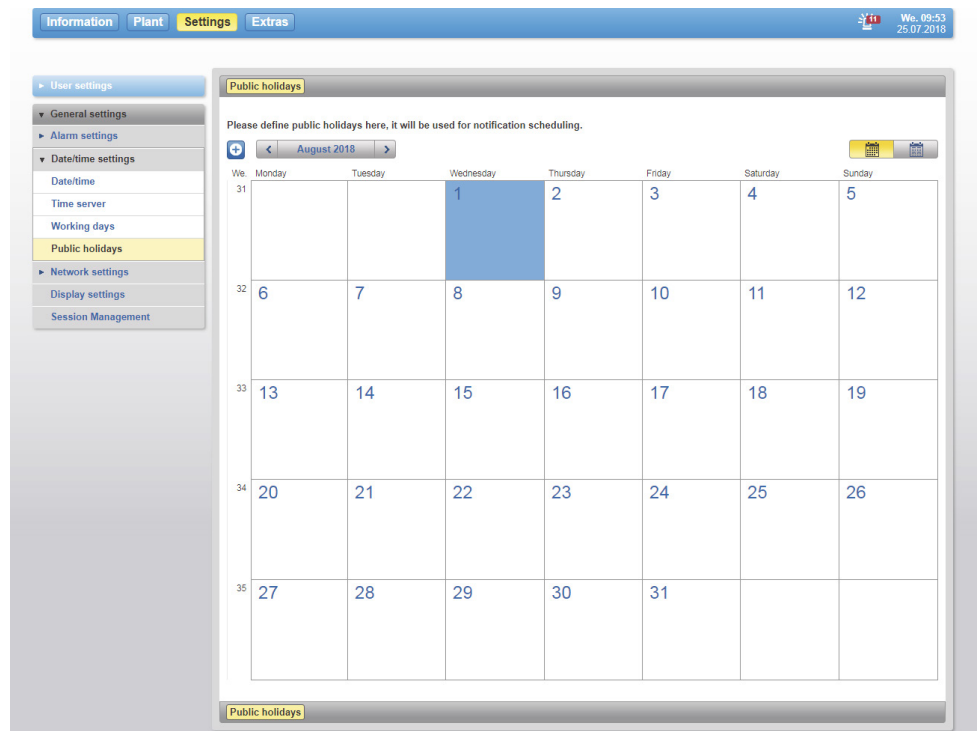 Information Plant Settings Extras 11 We. 09:53
25.07.2018
User settings
General settings
Alarm settings
Date/time settings
Date/time
Time server
Working days
Public holidays
Network settings
Display settings
Session Management
Public holidays
Please define public holidays here, it will be used for notification scheduling.
August 2018
We. Monday Tuesday Wednesday Thursday Friday Saturday Sunday
31 1 2 3 4 5
32 6 7 8 9 10 11 12
33 13 14 15 16 17 18 19
34 20 21 22 23 24 25 26
35 27 28 29 30 31
Public holidays